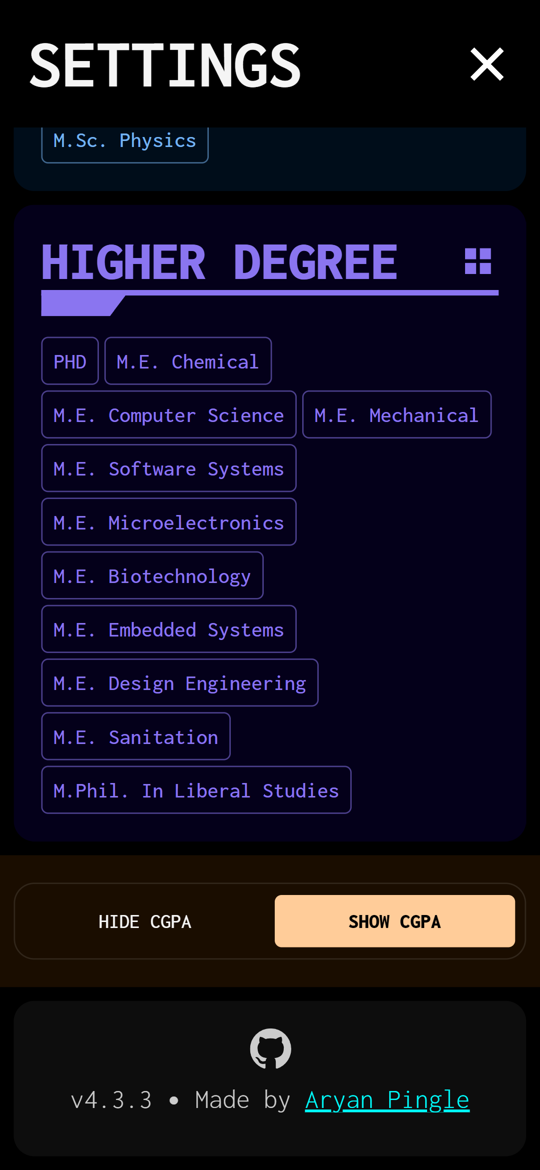 SETTINGS
M.Sc. Physics
HIGHER DEGREE
PHD M.E. Chemical
M.E. Computer Science M.E. Mechanical
M.E. Software Systems
M.E. Microelectronics
M.E. Biotechnology
M.E. Embedded Systems
M.E. Design Engineering
M.E. Sanitation
M.Phil. In Liberal Studies
HIDE CGPA SHOW CGPA
v4.3.3 • Made by Aryan Pingle